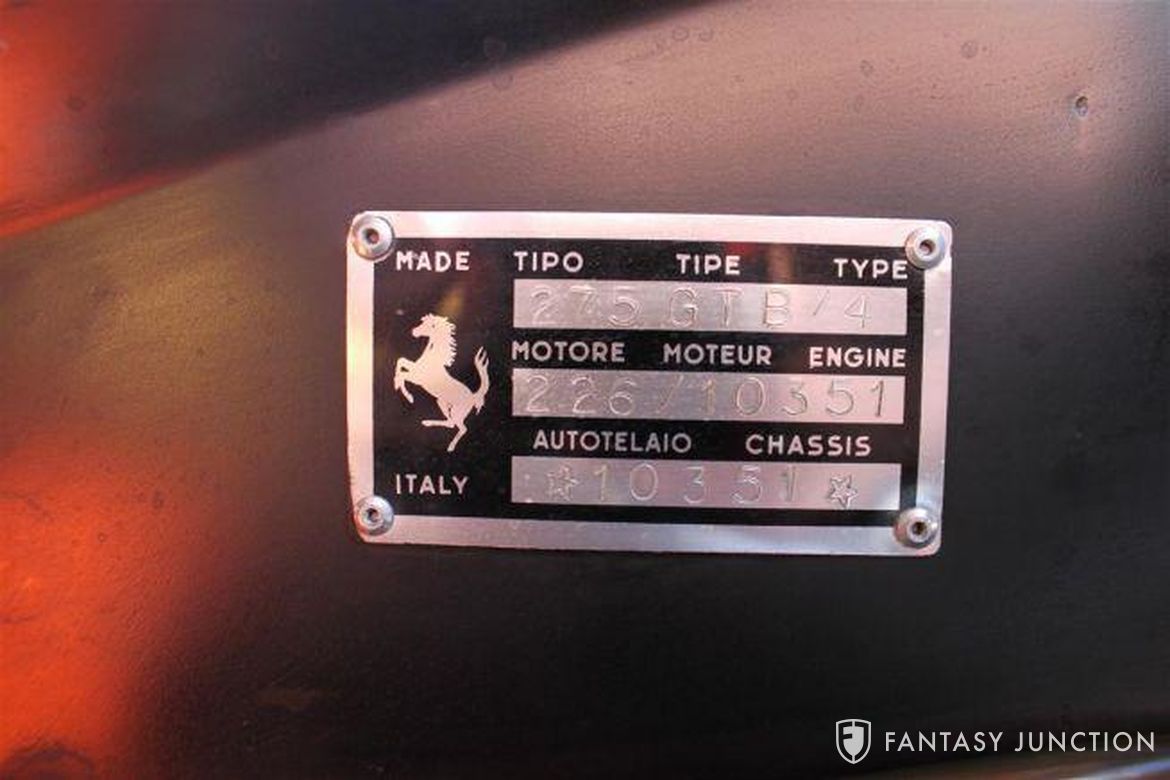 MADE TIPO TIPE TYPE
275 GTB/4
MOTORE MOTEUR ENGINE
226/10351
AUTOTELAIO CHASSIS
ITALY ☆10351☆
FANTASY JUNCTION